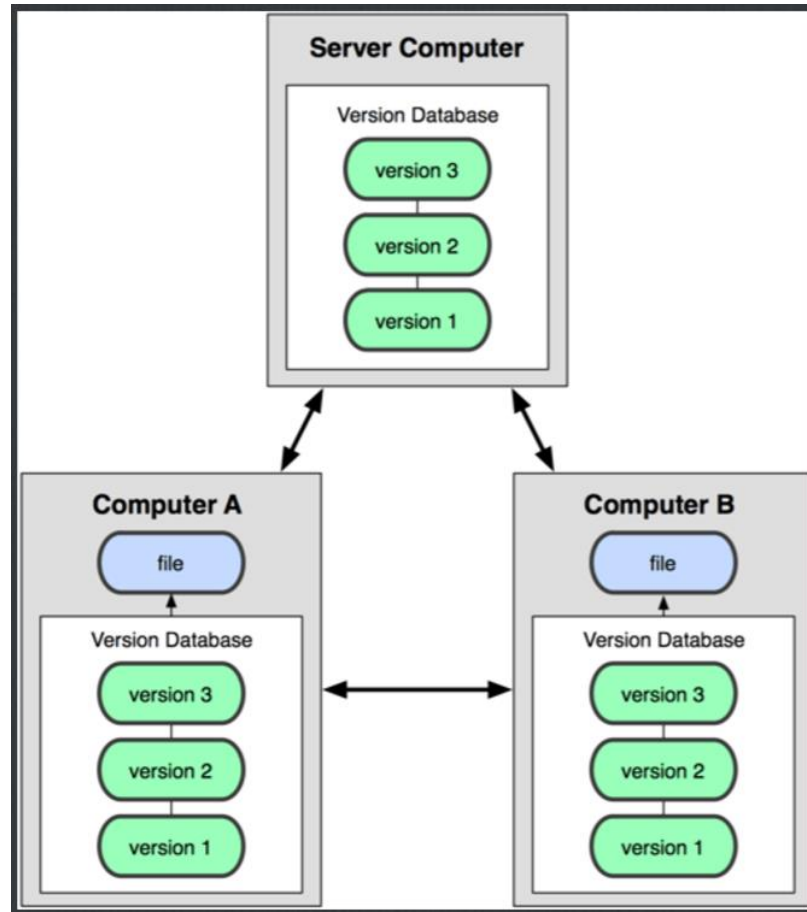 Server Computer
Version Database
version 3
version 2
version 1
Computer A
file
Version Database
version 3
version 2
version 1
Computer B
file
Version Database
version 3
version 2
version 1